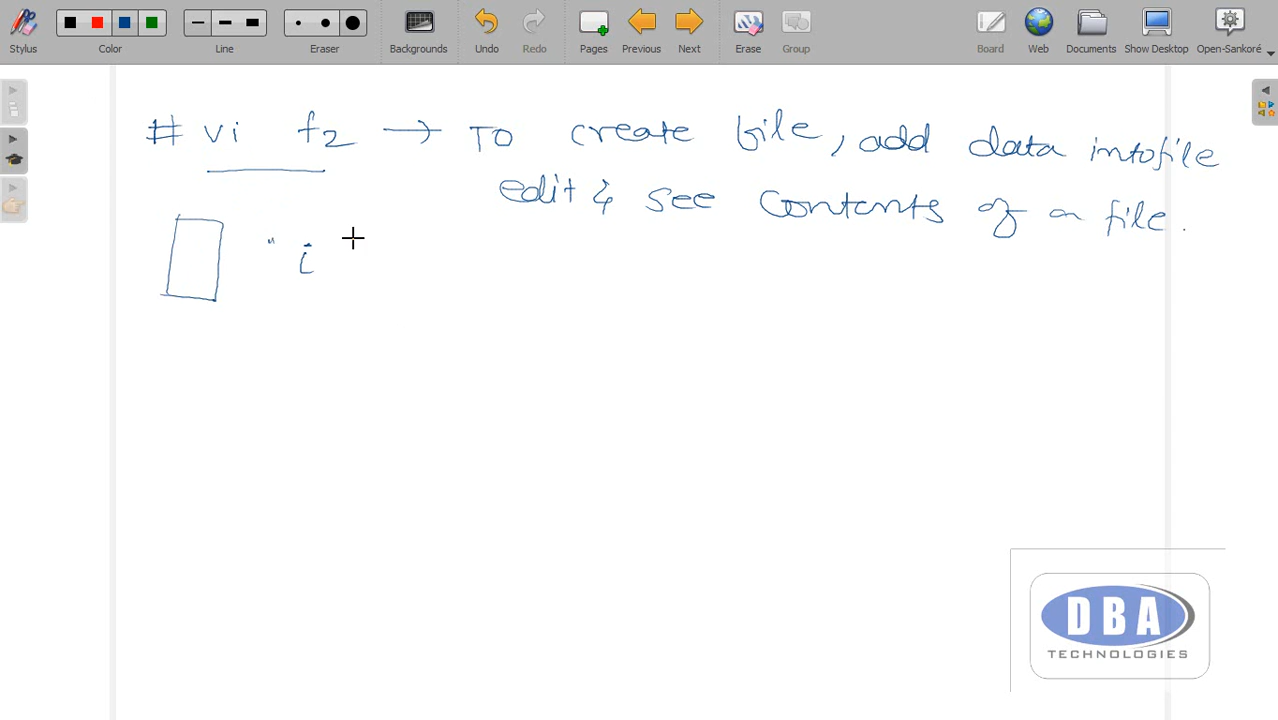 Stylus
Color
Line
Eraser
Backgrounds
Undo
Redo
Pages
Previous
Next
Erase
Group
Board
Web
Documents
Show Desktop
Open-Sankoré
# vi f2 → To create file, add data into file
edit & see Contents of a file.
" i
DBA
TECHNOLOGIES